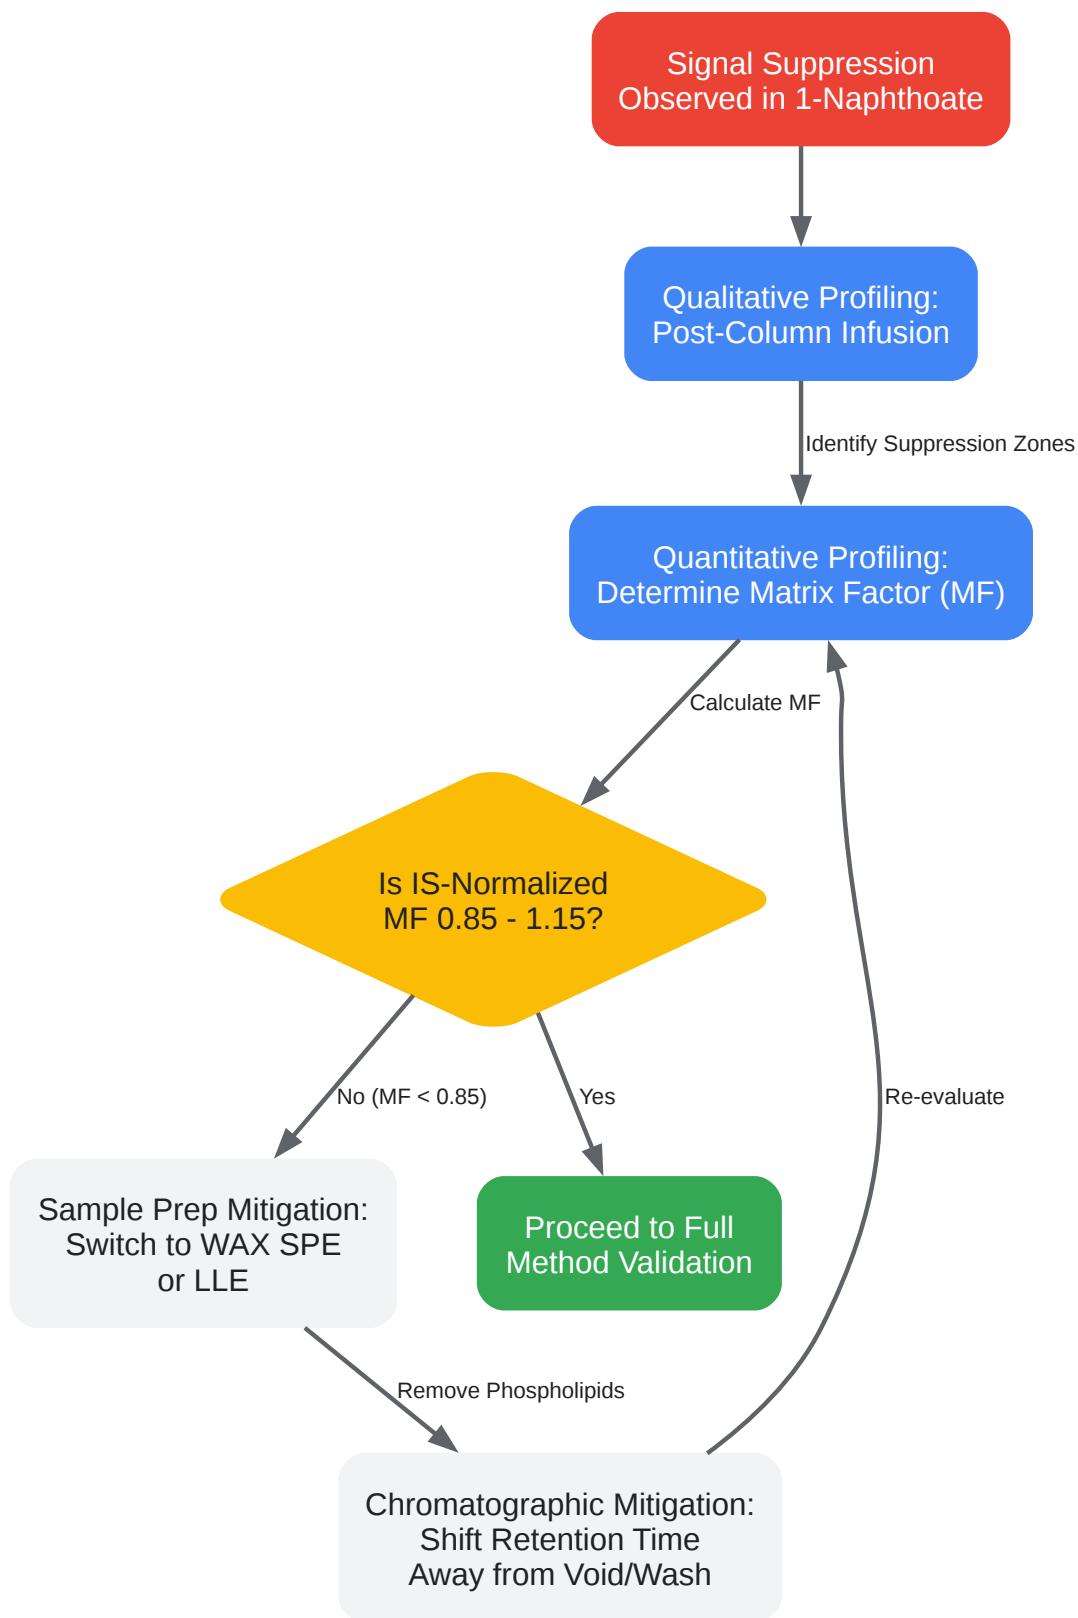 Signal Suppression
Observed in 1-Naphthoate
Qualitative Profiling:
Post-Column Infusion
Identify Suppression Zones
Quantitative Profiling:
Determine Matrix Factor (MF)
Calculate MF
Is IS-Normalized
MF 0.85 - 1.15?
No (MF < 0.85)
Yes
Re-evaluate
Sample Prep Mitigation:
Switch to WAX SPE
or LLE
Proceed to Full
Method Validation
Remove Phospholipids
Chromatographic Mitigation:
Shift Retention Time
Away from Void/Wash